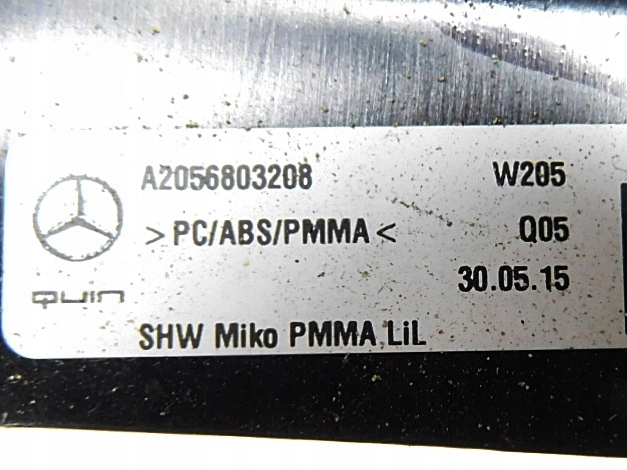 A2056803208 W205
>PC/ABS/PMMA< Q05
30.05.15
QUIN
SHW Miko PMMA LiL